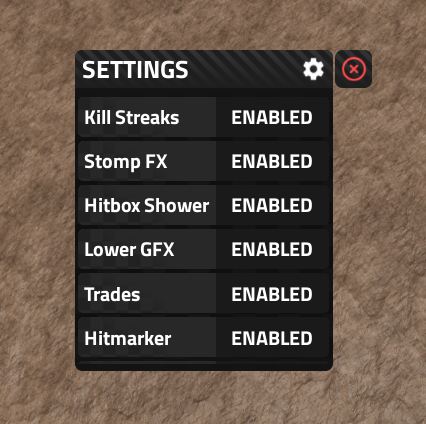 SETTINGS
Kill Streaks ENABLED
Stomp FX ENABLED
Hitbox Shower ENABLED
Lower GFX ENABLED
Trades ENABLED
Hitmarker ENABLED